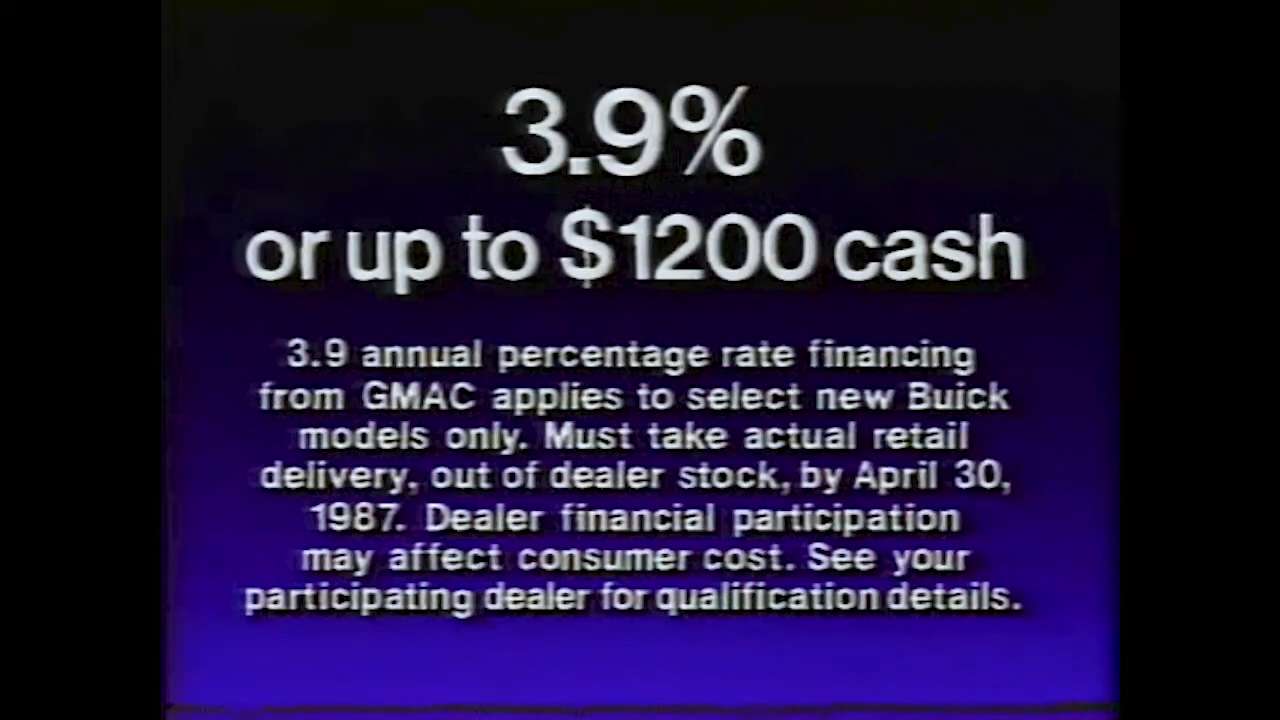 3.9%
or up to $1200 cash
3.9 annual percentage rate financing
from GMAC applies to select new Buick
models only. Must take actual retail
delivery, out of dealer stock, by April 30,
1987. Dealer financial participation
may affect consumer cost. See your
participating dealer for qualification details.